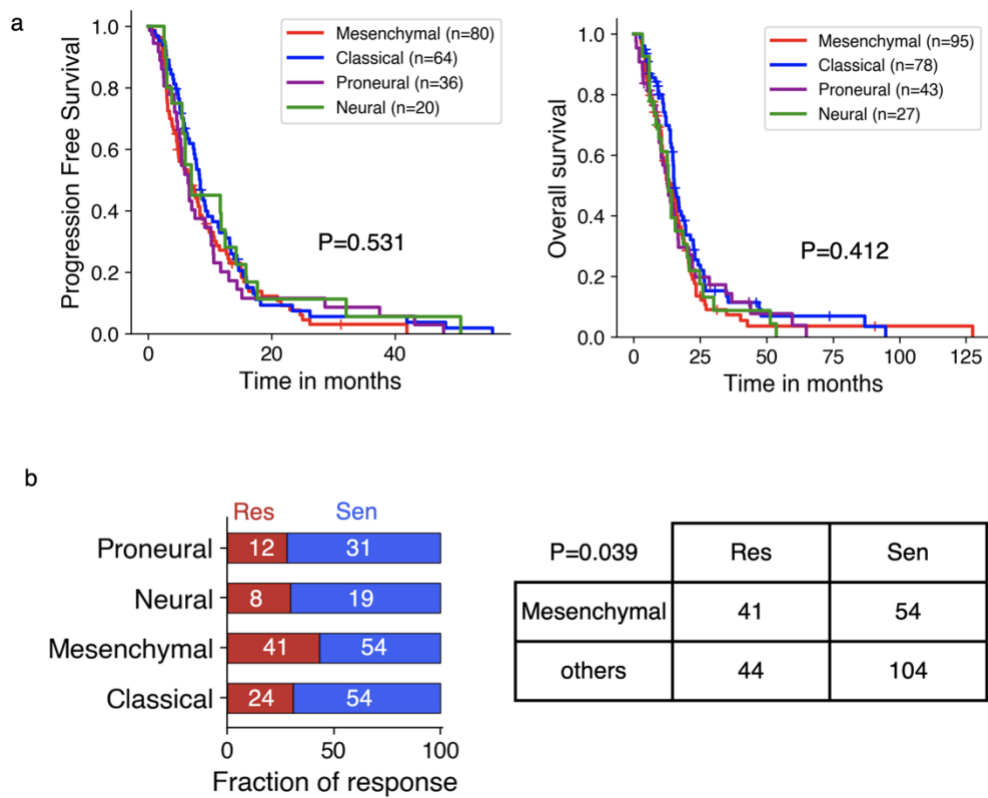 a
Progression Free Survival
1.0
0.8
0.6
0.4
0.2
0.0
Mesenchymal (n=80)
Classical (n=64)
Proneural (n=36)
Neural (n=20)
P=0.531
0
20
40
Time in months
Overall survival
1.0
0.8
0.6
0.4
0.2
0.0
Mesenchymal (n=95)
Classical (n=78)
Proneural (n=43)
Neural (n=27)
P=0.412
0
25
50
75
100
125
Time in months
b
Res Sen
Proneural 12 31
Neural 8 19
Mesenchymal 41 54
Classical 24 54
0 50 100
Fraction of response
P=0.039 Res Sen
Mesenchymal 41 54
others 44 104